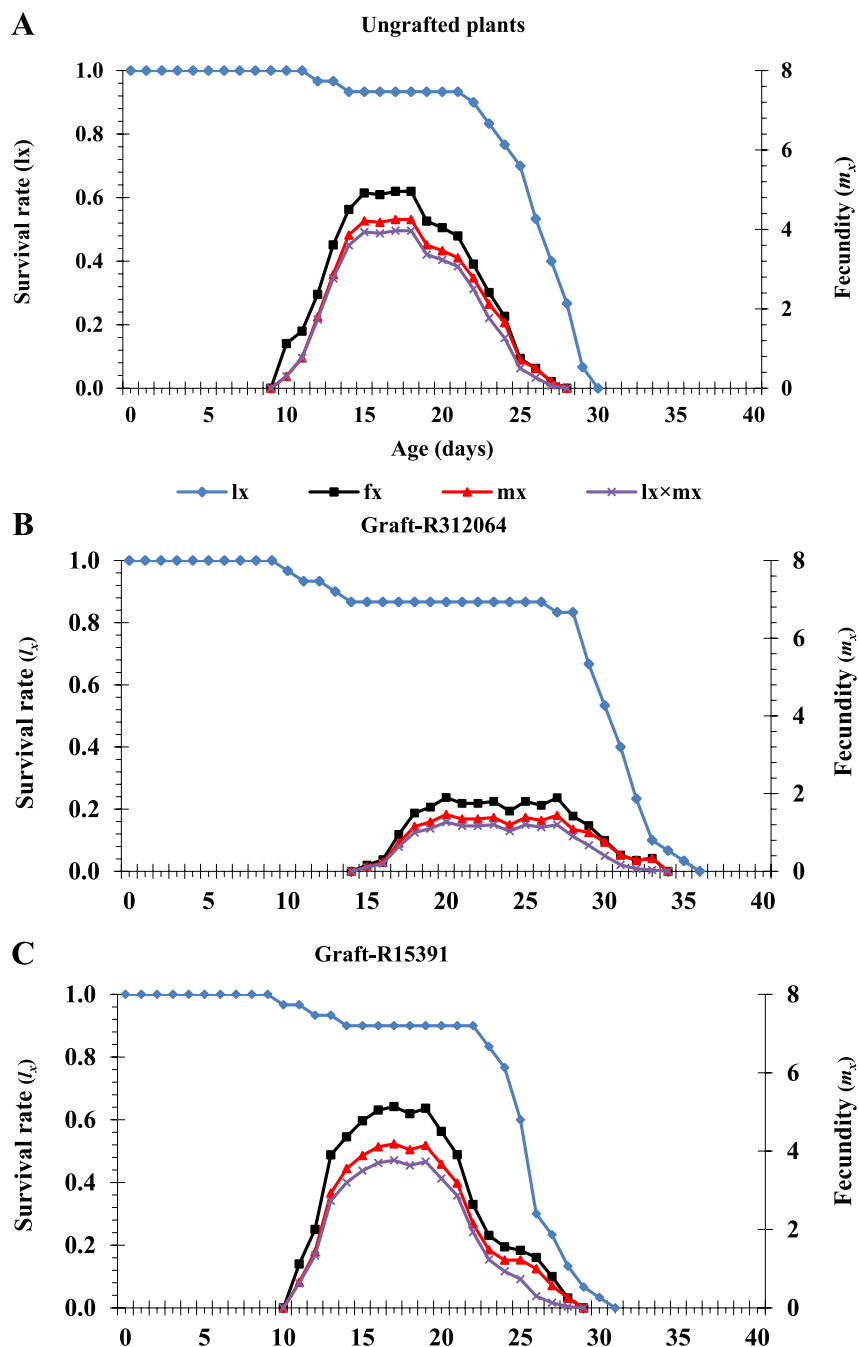 A
Ungrafted plants
1.0
0.8
0.6
0.4
0.2
0.0
8
6
4
2
0
Survival rate (lx)
Fecundity (mx)
0 5 10 15 20 25 30 35 40
Age (days)
lx fx mx lx×mx
B
Graft-R312064
1.0
0.8
0.6
0.4
0.2
0.0
8
6
4
2
0
Survival rate (lx)
Fecundity (mx)
0 5 10 15 20 25 30 35 40
C
Graft-R15391
1.0
0.8
0.6
0.4
0.2
0.0
8
6
4
2
0
Survival rate (lx)
Fecundity (mx)
0 5 10 15 20 25 30 35 40